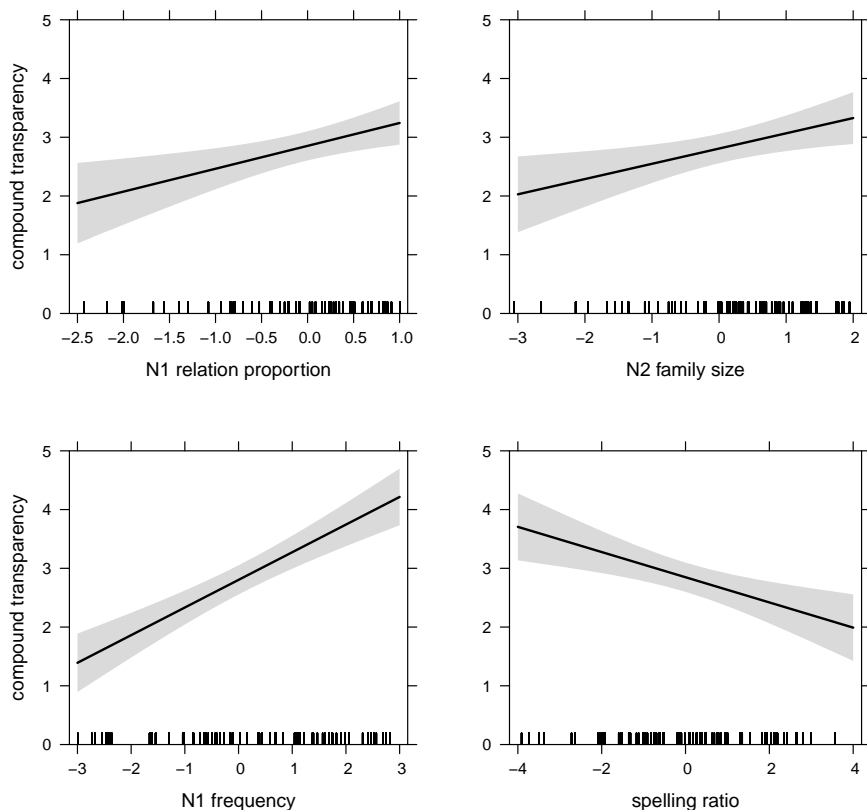 5
4
3
2
1
0
compound transparency
−2.5 −2.0 −1.5 −1.0 −0.5 0.0 0.5 1.0
N1 relation proportion
5
4
3
2
1
0
−3 −2 −1 0 1 2
N2 family size
5
4
3
2
1
0
compound transparency
−3 −2 −1 0 1 2 3
N1 frequency
5
4
3
2
1
0
−4 −2 0 2 4
spelling ratio